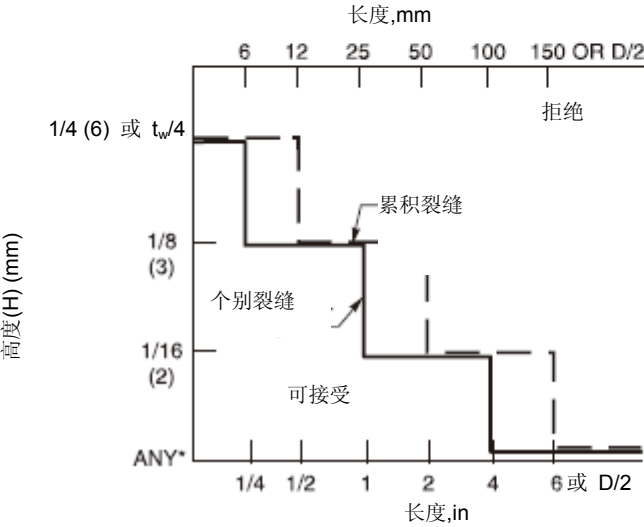 长度,mm
6 12 25 50 100 150 OR D/2
拒绝
1/4 (6) 或 tw/4
累积裂缝
1/8
(3)
高度(H) (mm)
个别裂缝
1/16
(2)
可接受
ANY*
1/4 1/2 1 2 4 6或 D/2
长度,in